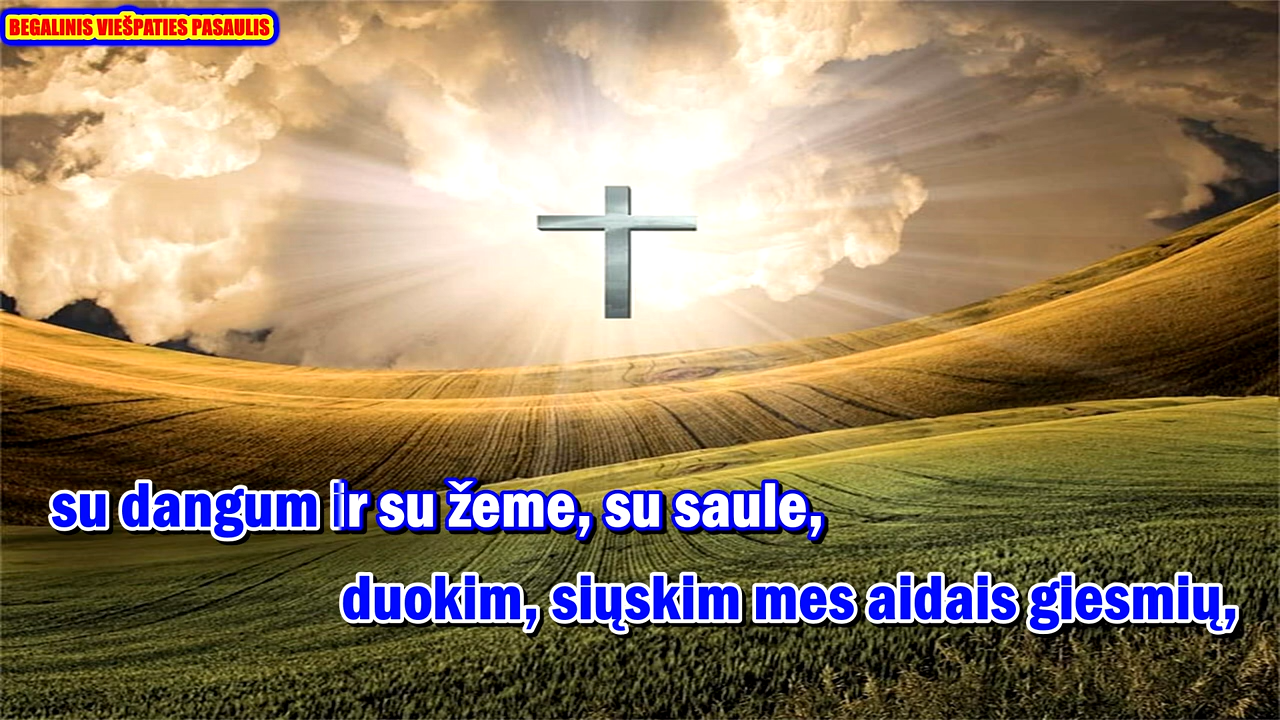 BEGALINIS VIEŠPATIES PASAULIS
su dangum ir su žeme, su saule,
duokim, siųskim mes aidais giesmių,